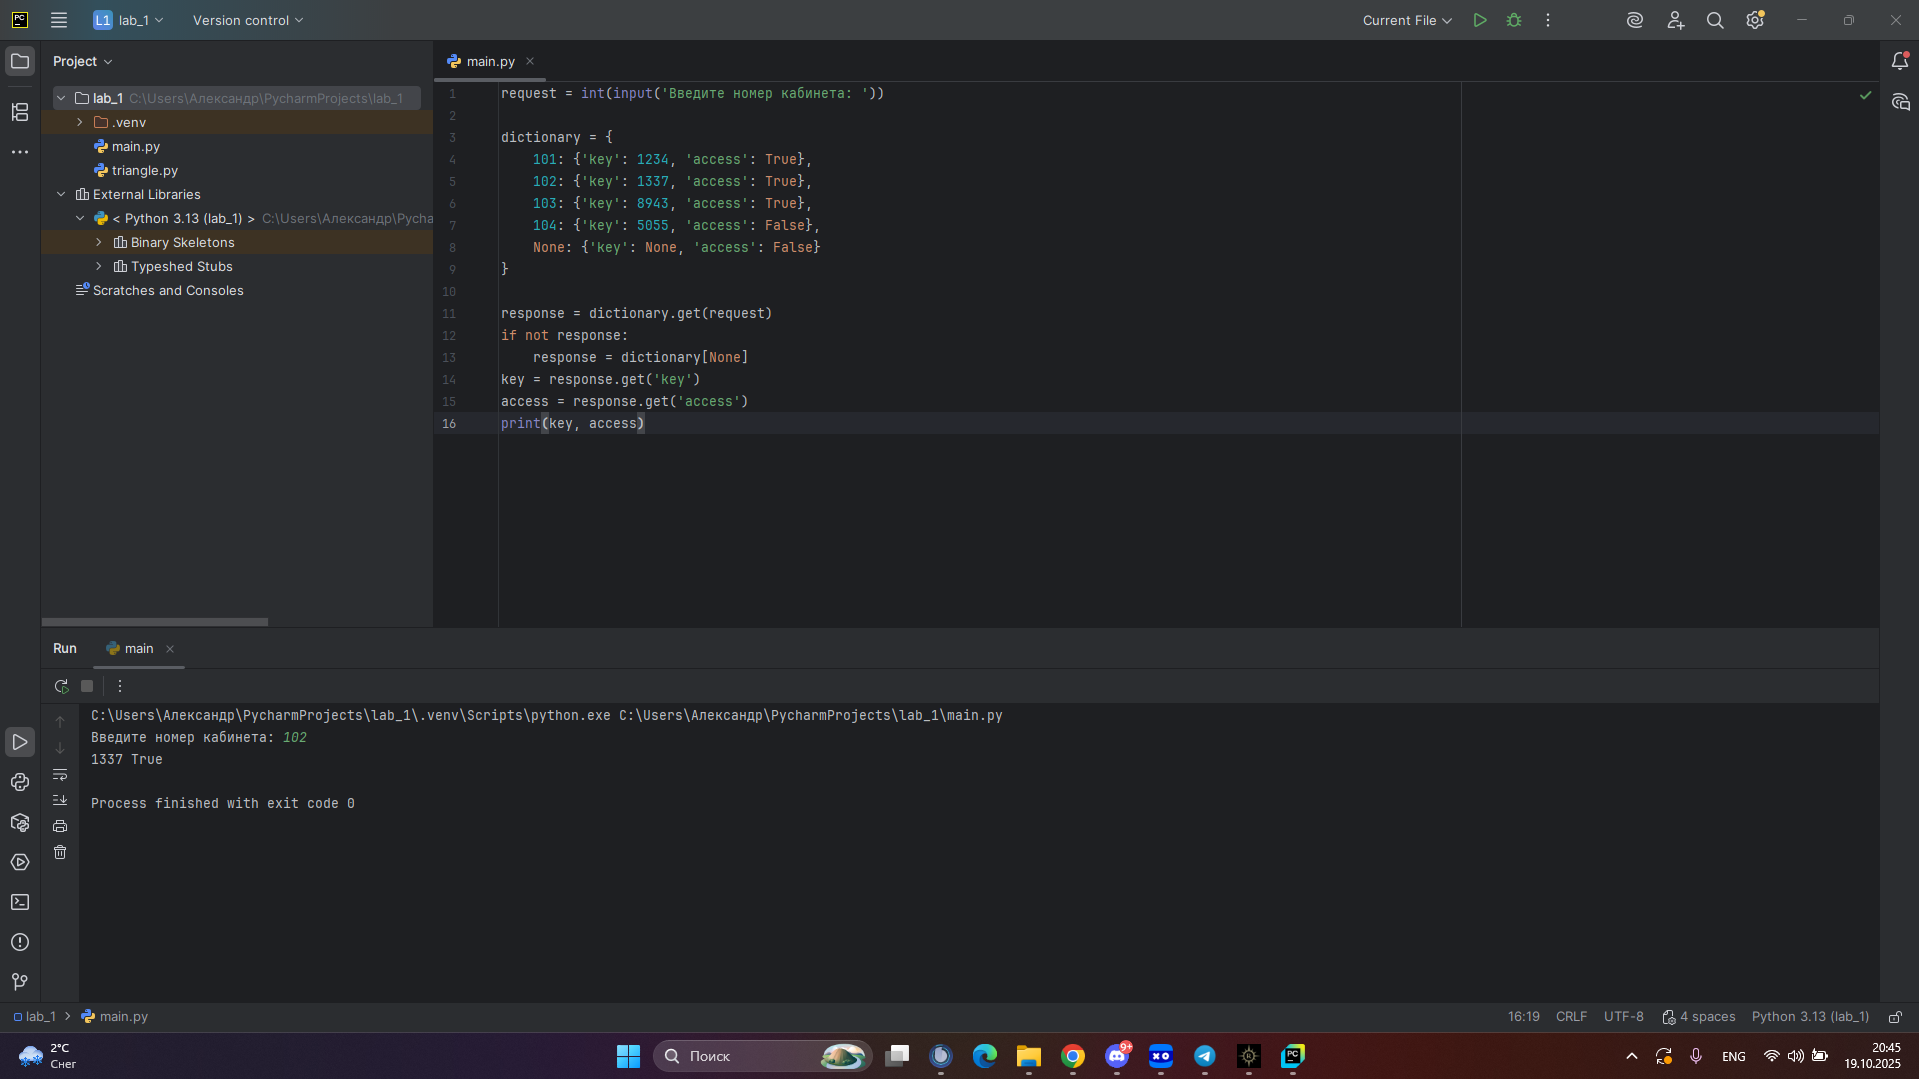 PC
L1 lab_1
Version control
Current File
Project
main.py
lab_1 C:\Users\Александр\PycharmProjects\lab_1
.venv
main.py
triangle.py
External Libraries
< Python 3.13 (lab_1) > C:\Users\Александр\Pycha
Binary Skeletons
Typeshed Stubs
Scratches and Consoles
1 request = int(input('Введите номер кабинета: '))
2
3 dictionary = {
4     101: {'key': 1234, 'access': True},
5     102: {'key': 1337, 'access': True},
6     103: {'key': 8943, 'access': True},
7     104: {'key': 5055, 'access': False},
8     None: {'key': None, 'access': False}
9 }
10
11 response = dictionary.get(request)
12 if not response:
13     response = dictionary[None]
14 key = response.get('key')
15 access = response.get('access')
16 print(key, access)
Run
main
C:\Users\Александр\PycharmProjects\lab_1\.venv\Scripts\python.exe C:\Users\Александр\PycharmProjects\lab_1\main.py
Введите номер кабинета: 102
1337 True
Process finished with exit code 0
lab_1 > main.py
16:19 CRLF UTF-8 4 spaces Python 3.13 (lab_1)
2°C
Снег
Поиск
9+
XO
PC
ENG
20:45
19.10.2025